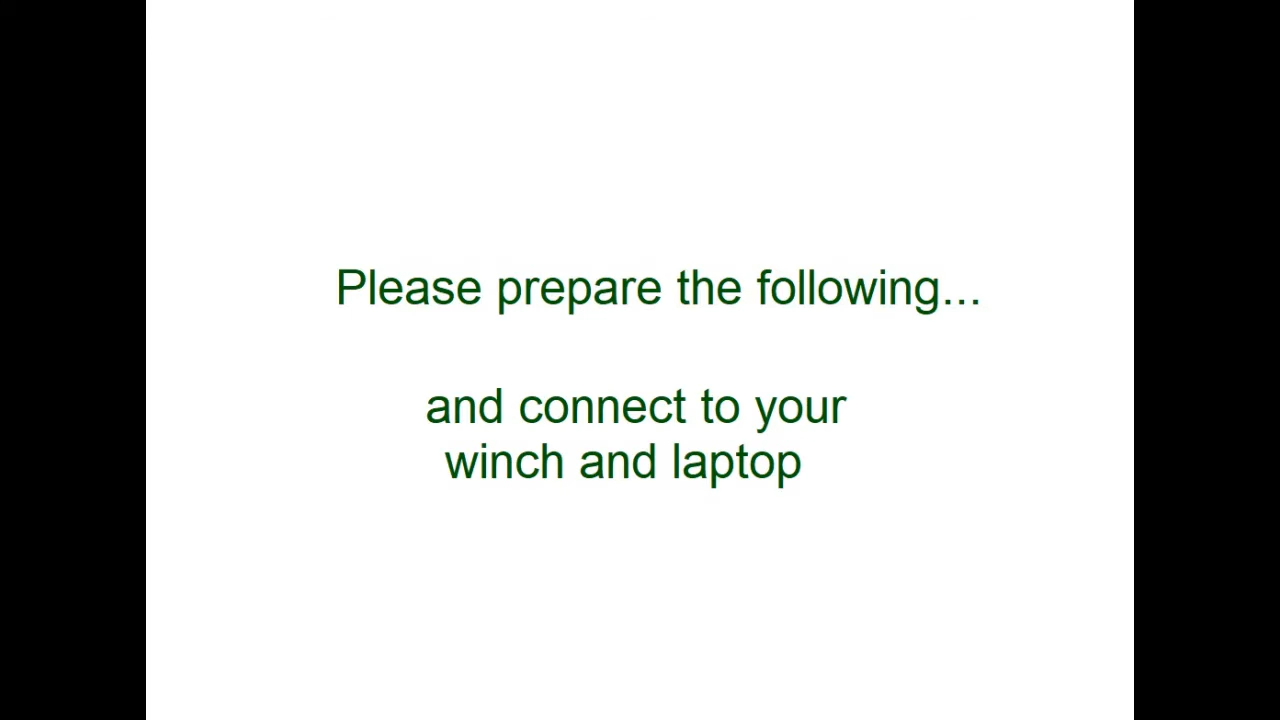 Please prepare the following...
and connect to your
winch and laptop